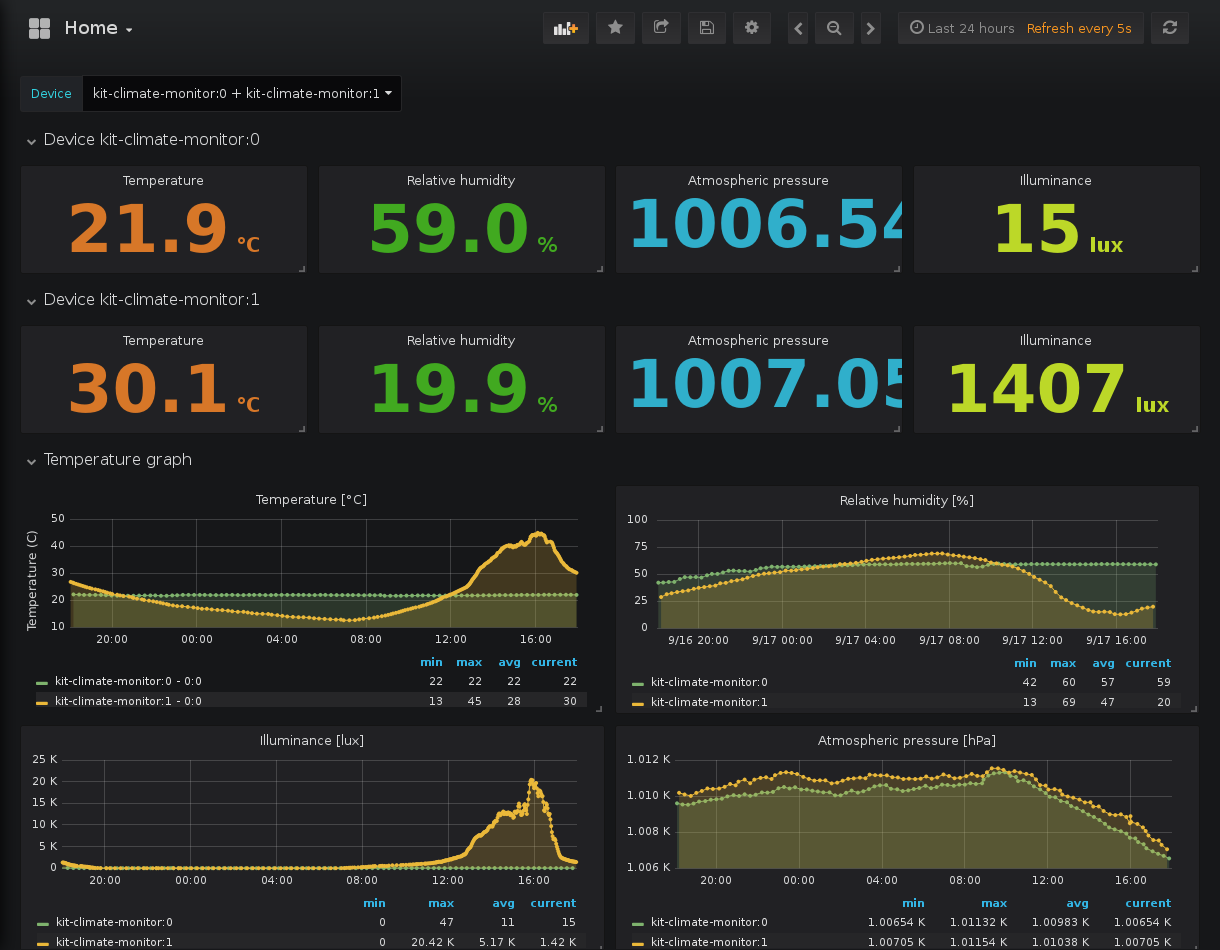 Home
Last 24 hours Refresh every 5s
Device kit-climate-monitor:0 + kit-climate-monitor:1
Device kit-climate-monitor:0
Temperature Relative humidity Atmospheric pressure Illuminance
21.9 °C 59.0 % 1006.54 15 lux
Device kit-climate-monitor:1
Temperature Relative humidity Atmospheric pressure Illuminance
30.1 °C 19.9 % 1007.05 1407 lux
Temperature graph
Temperature [°C]
Temperature (C)
50
40
30
20
10
20:00 00:00 04:00 08:00 12:00 16:00
min max avg current
kit-climate-monitor:0 - 0:0 22 22 22 22
kit-climate-monitor:1 - 0:0 13 45 28 30
Relative humidity [%]
100
75
50
25
0
9/16 20:00 9/17 00:00 9/17 04:00 9/17 08:00 9/17 12:00 9/17 16:00
min max avg current
kit-climate-monitor:0 42 60 57 59
kit-climate-monitor:1 13 69 47 20
Illuminance [lux]
25 K
20 K
15 K
10 K
5 K
0
20:00 00:00 04:00 08:00 12:00 16:00
min max avg current
kit-climate-monitor:0 0 47 11 15
kit-climate-monitor:1 0 20.42 K 5.17 K 1.42 K
Atmospheric pressure [hPa]
1.012 K
1.010 K
1.008 K
1.006 K
20:00 00:00 04:00 08:00 12:00 16:00
min max avg current
kit-climate-monitor:0 1.00654 K 1.01132 K 1.00983 K 1.00654 K
kit-climate-monitor:1 1.00705 K 1.01154 K 1.01038 K 1.00705 K